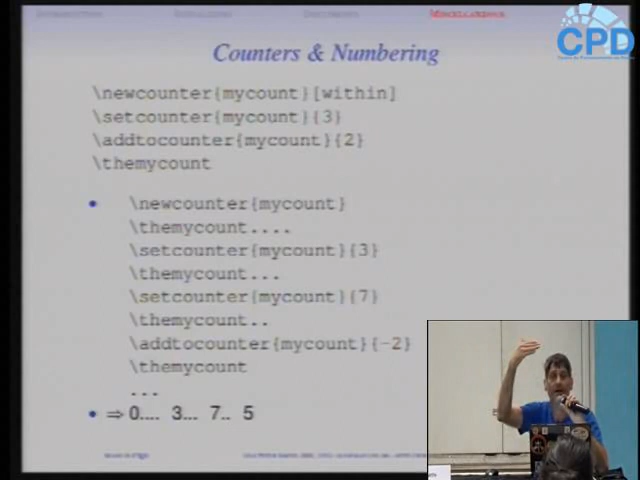 Miscellaneous
CPD
Counters & Numbering
\newcounter{mycount}[within]
\setcounter{mycount}{3}
\addtocounter{mycount}{2}
\themycount
• \newcounter{mycount}
\themycount....
\setcounter{mycount}{3}
\themycount...
\setcounter{mycount}{7}
\themycount..
\addtocounter{mycount}{-2}
\themycount
...
• ⇒ 0.... 3... 7.. 5